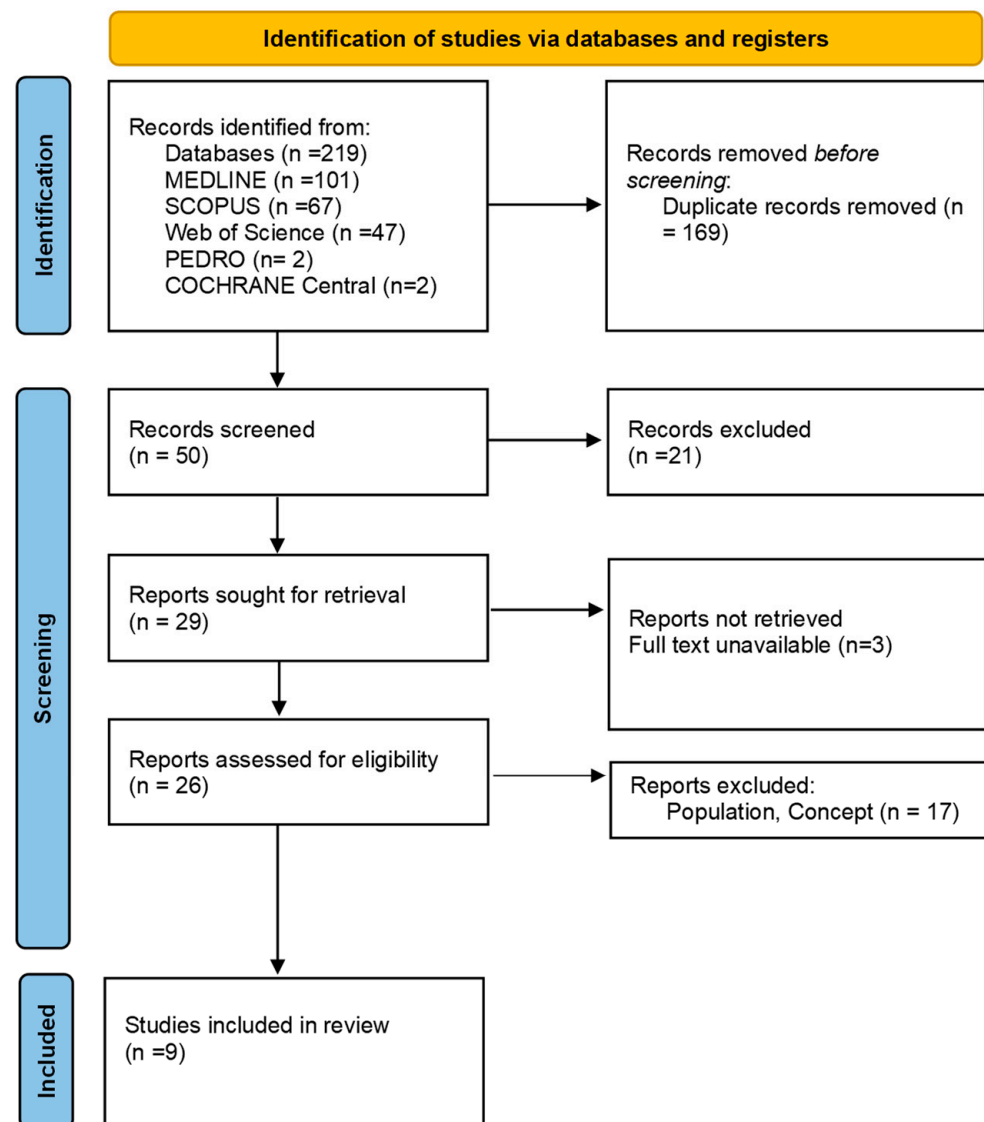 Identification of studies via databases and registers
Identification
Records identified from:
Databases (n =219)
MEDLINE (n =101)
SCOPUS (n =67)
Web of Science (n =47)
PEDRO (n= 2)
COCHRANE Central (n=2)
Records removed before
screening:
Duplicate records removed (n
= 169)
Screening
Records screened
(n = 50)
Records excluded
(n =21)
Reports sought for retrieval
(n = 29)
Reports not retrieved
Full text unavailable (n=3)
Reports assessed for eligibility
(n = 26)
Reports excluded:
Population, Concept (n = 17)
Included
Studies included in review
(n =9)